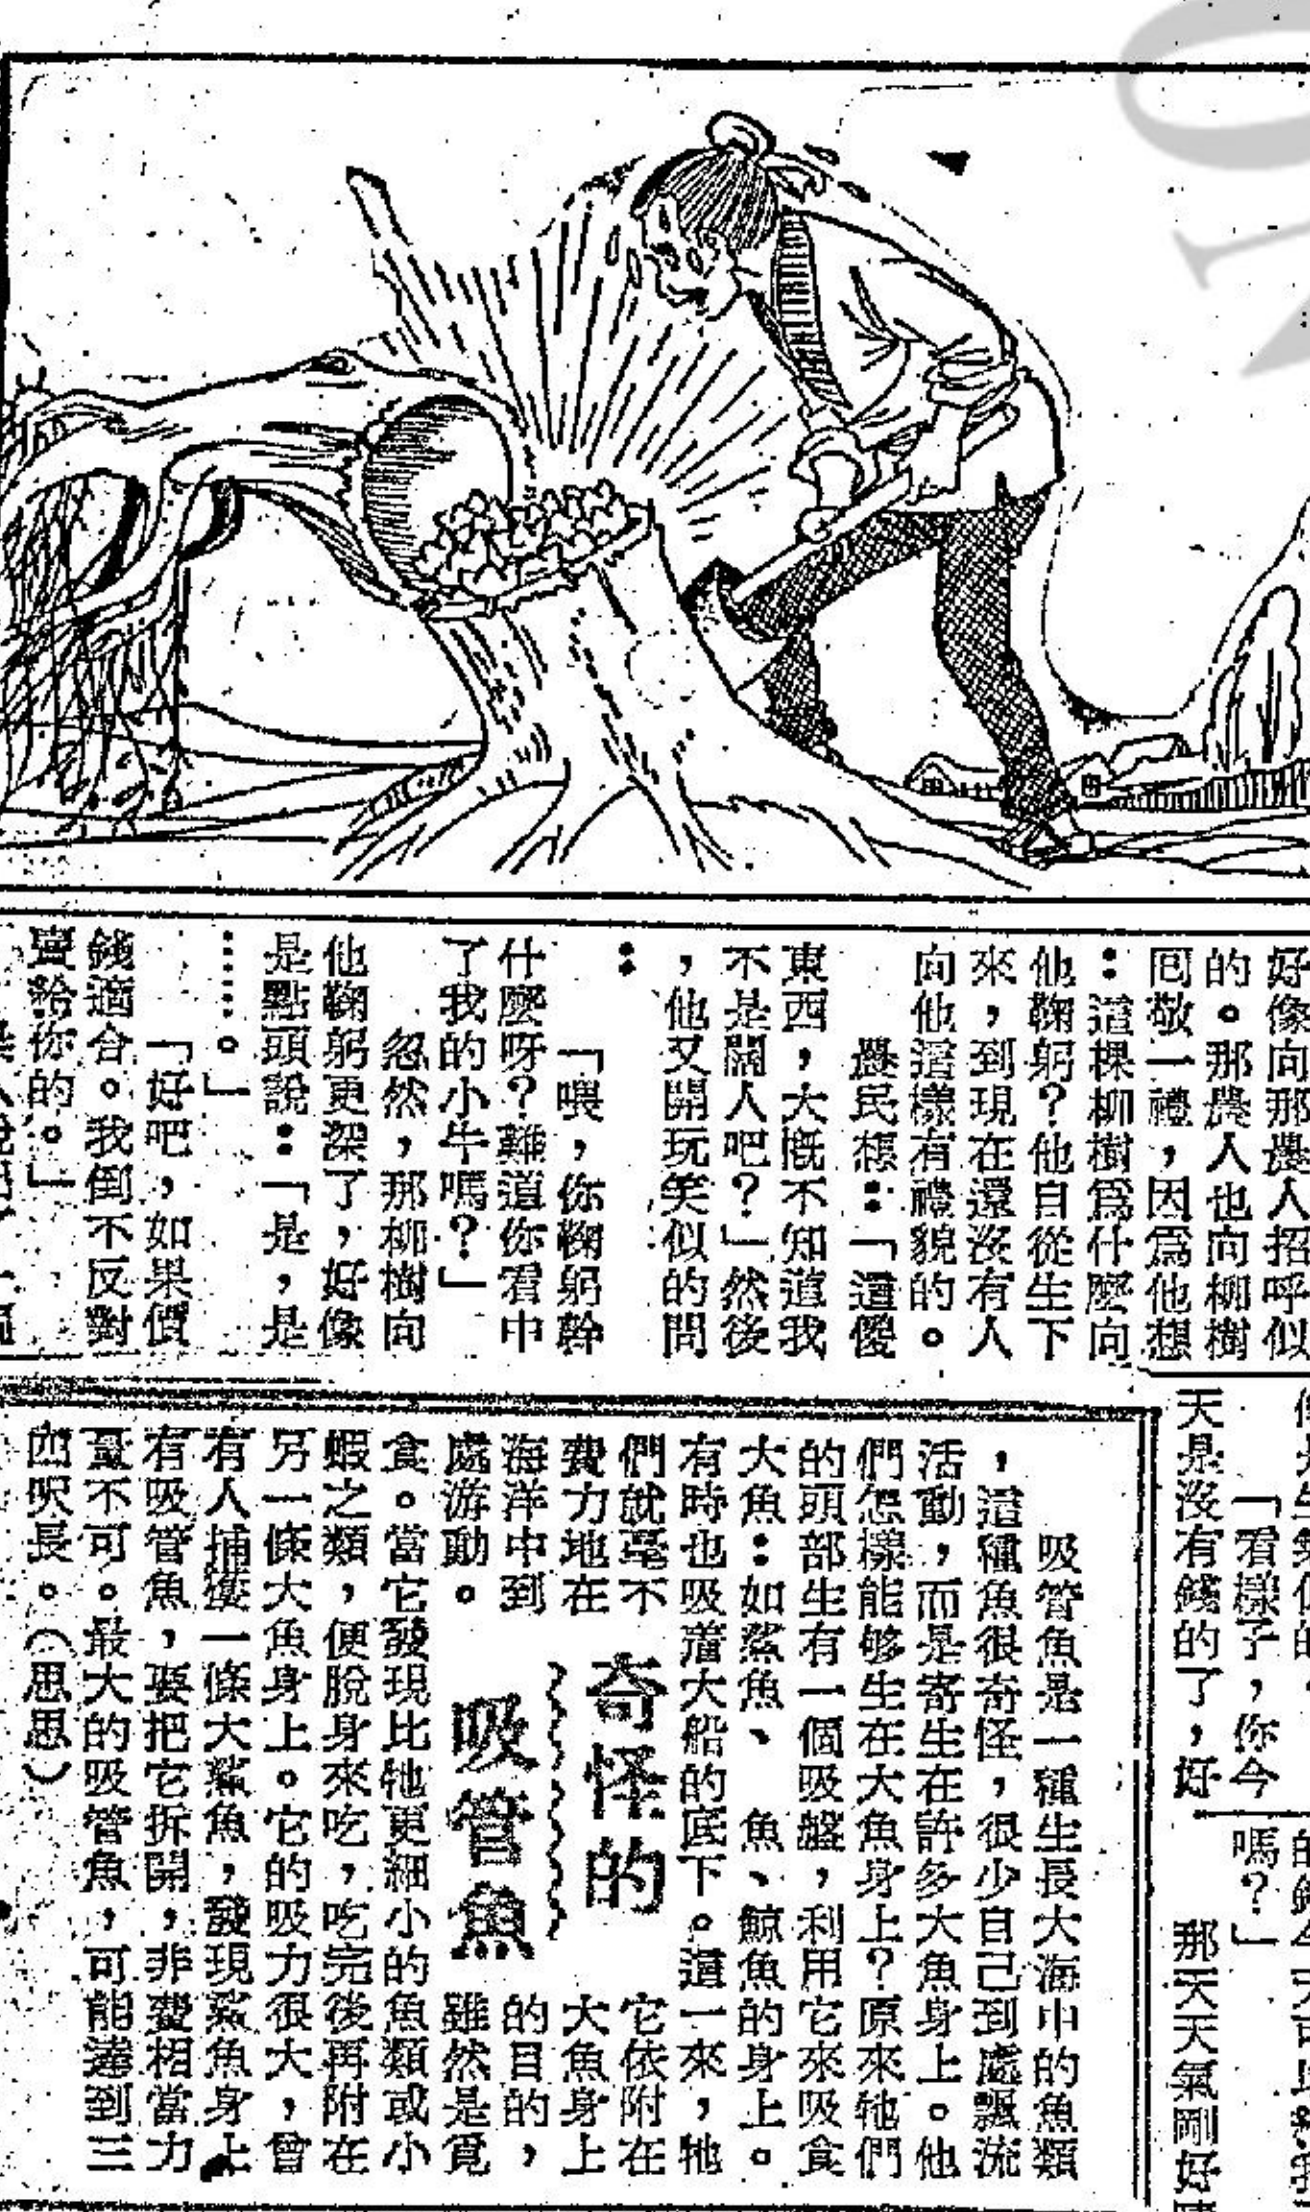 好像向那農人招呼似
的。那農人也向柳樹
回敬一禮,因爲他想
:這棵柳樹爲什麼向
他鞠躬?他自從生下
來,到現在還沒有人
向他這樣有禮貌的。
農民想:「這傻
東西,大概不知道我
不是闊人吧?」然後
,他又開玩笑似的問
:
「喂,你鞠躬幹
什麼呀?難道你看中
了我的小牛嗎?」
忽然,那柳樹向
他鞠躬更深了,好像
是點頭說:「是,是
……。」
「好吧,如果價
錢適合。我倒不反對
賣給你的。」
「看樣子,你今
天是沒有錢的了,好
嗎?」
那天天氣剛好
奇怪的
吸管魚
吸管魚是一種生長大海中的魚類
,這種魚很奇怪,很少自己到處飄流
活動,而是寄生在許多大魚身上。他
們怎樣能够生在大魚身上?原來牠們
的頭部生有一個吸盤,利用它來吸食
大魚:如鯊魚、 魚、鯨魚的身上。
有時也吸着大船的底下。這一來,牠
們就毫不
費力地在
海洋中到
處游動。
它依附在
大魚身上
的目的,
雖然是覓
食。當它發現比牠更細小的魚類或小
蝦之類,便脫身來吃,吃完後再附在
另一條大魚身上。它的吸力很大,曾
有人捕獲一條大鯊魚,發現鯊魚身上
有吸管魚,要把它拆開,非費相當力
量不可。最大的吸管魚,可能達到三
四呎長。(思思)